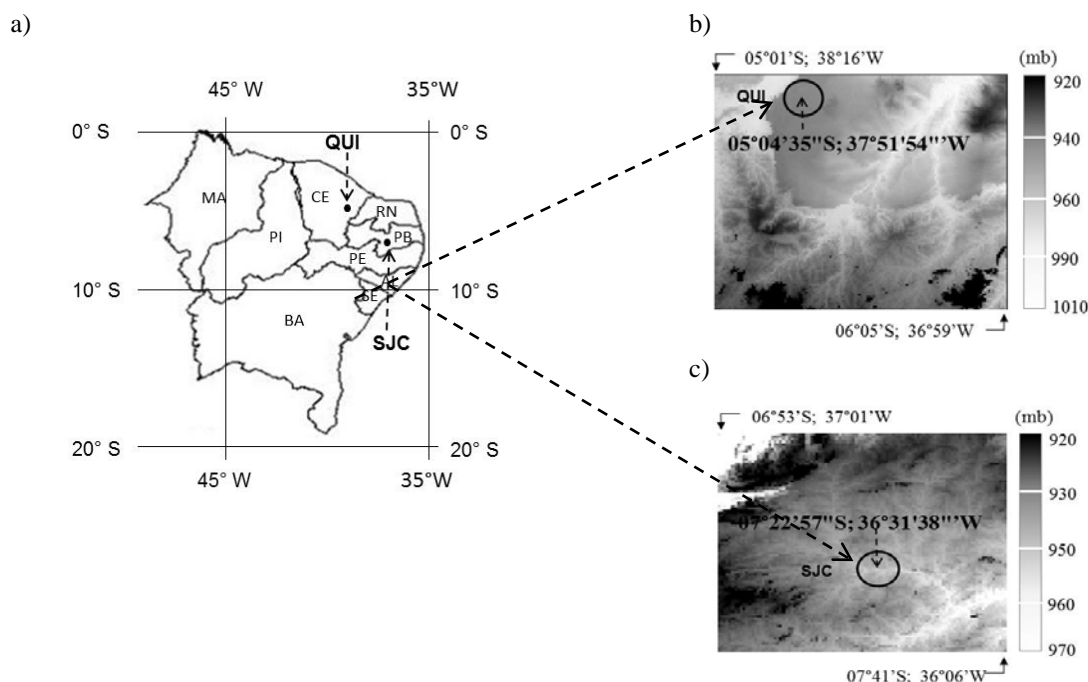 a)
45° W
35°W
0° S
0° S
QUI
MA
CE
RN
PI
PB
PE
10° S
10° S
SE
BA
SJC
20° S
20° S
45° W
35°W
b)
05°01'S; 38°16'W
(mb)
QUI
05°04'35"S; 37°51'54"'W
920
940
960
990
1010
06°05'S; 36°59'W
c)
06°53'S; 37°01'W
(mb)
07°22'57"S; 36°31'38"'W
SJC
920
930
950
960
970
07°41'S; 36°06'W